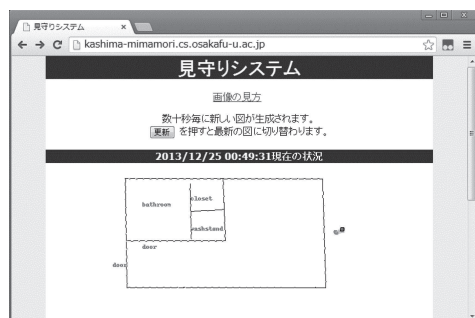 見守りシステム
kashima-mimamori.cs.osakafu-u.ac.jp
見守りシステム
画像の見方
数十秒毎に新しい図が生成されます。
更新 を押すと最新の図に切り替わります。
2013/12/25 00:49:31現在の状況
bathroom
closet
washstand
door
door